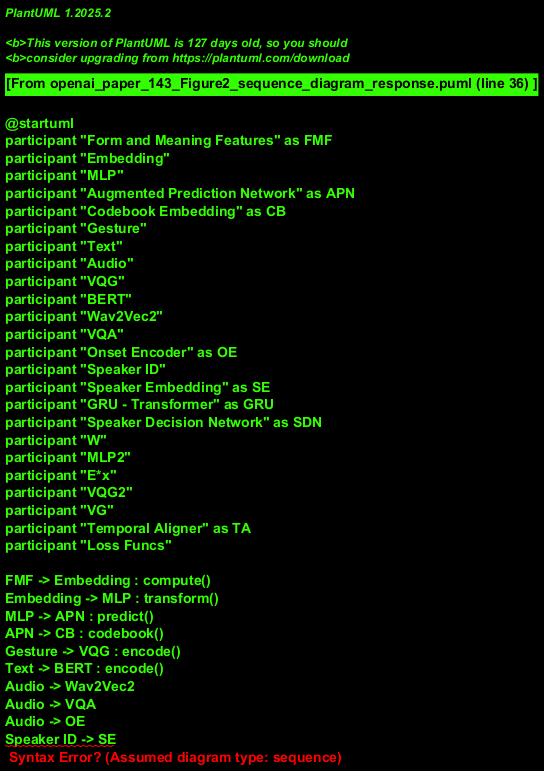 PlantUML 1.2025.2
<b>This version of PlantUML is 127 days old, so you should
<b>consider upgrading from https://plantuml.com/download
[From openai_paper_143_Figure2_sequence_diagram_response.puml (line 36) ]
@startuml
participant "Form and Meaning Features" as FMF
participant "Embedding"
participant "MLP"
participant "Augmented Prediction Network" as APN
participant "Codebook Embedding" as CB
participant "Gesture"
participant "Text"
participant "Audio"
participant "VQG"
participant "BERT"
participant "Wav2Vec2"
participant "VQA"
participant "Onset Encoder" as OE
participant "Speaker ID"
participant "Speaker Embedding" as SE
participant "GRU - Transformer" as GRU
participant "Speaker Decision Network" as SDN
participant "W"
participant "MLP2"
participant "E*x"
participant "VQG2"
participant "VG"
participant "Temporal Aligner" as TA
participant "Loss Funcs"
FMF -> Embedding : compute()
Embedding -> MLP : transform()
MLP -> APN : predict()
APN -> CB : codebook()
Gesture -> VQG : encode()
Text -> BERT : encode()
Audio -> Wav2Vec2
Audio -> VQA
Audio -> OE
Speaker ID -> SE
Syntax Error? (Assumed diagram type: sequence)